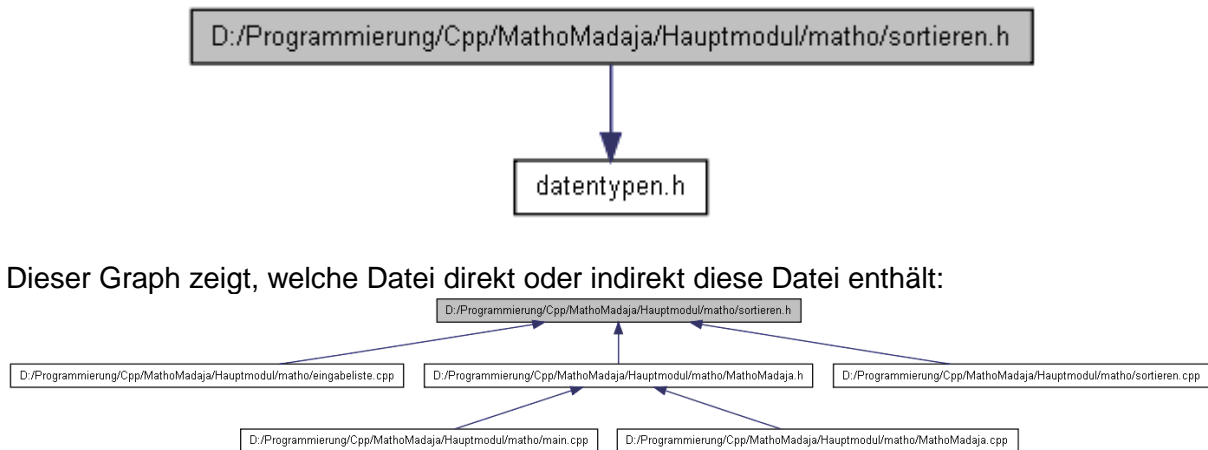 D:/Programmierung/Cpp/MathoMadaja/Hauptmodul/matho/sortieren.h
datentypen.h
Dieser Graph zeigt, welche Datei direkt oder indirekt diese Datei enthält:
D:/Programmierung/Cpp/MathoMadaja/Hauptmodul/matho/sortieren.h
D:/Programmierung/Cpp/MathoMadaja/Hauptmodul/matho/eingabeliste.cpp
D:/Programmierung/Cpp/MathoMadaja/Hauptmodul/matho/MathoMadaja.h
D:/Programmierung/Cpp/MathoMadaja/Hauptmodul/matho/sortieren.cpp
D:/Programmierung/Cpp/MathoMadaja/Hauptmodul/matho/main.cpp
D:/Programmierung/Cpp/MathoMadaja/Hauptmodul/matho/MathoMadaja.cpp